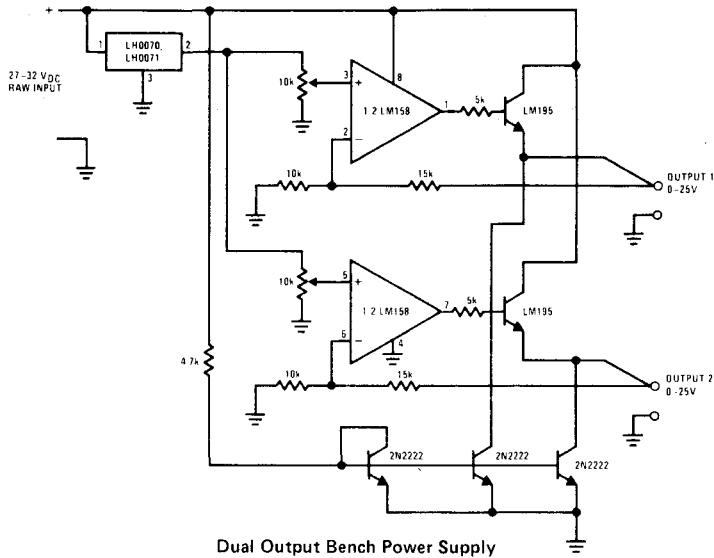 +
1
LH0070,
LH0071
2
3
27-32 VDC
RAW INPUT
10k
3
+
8
1 2 LM158
1
5k
LM195
2
−
10k
15k
OUTPUT 1
0-25V
10k
5
+
1 2 LM158
7
5k
LM195
6
−
4
4 7k
10k
15k
OUTPUT 2
0-25V
2N2222
2N2222
2N2222
Dual Output Bench Power Supply